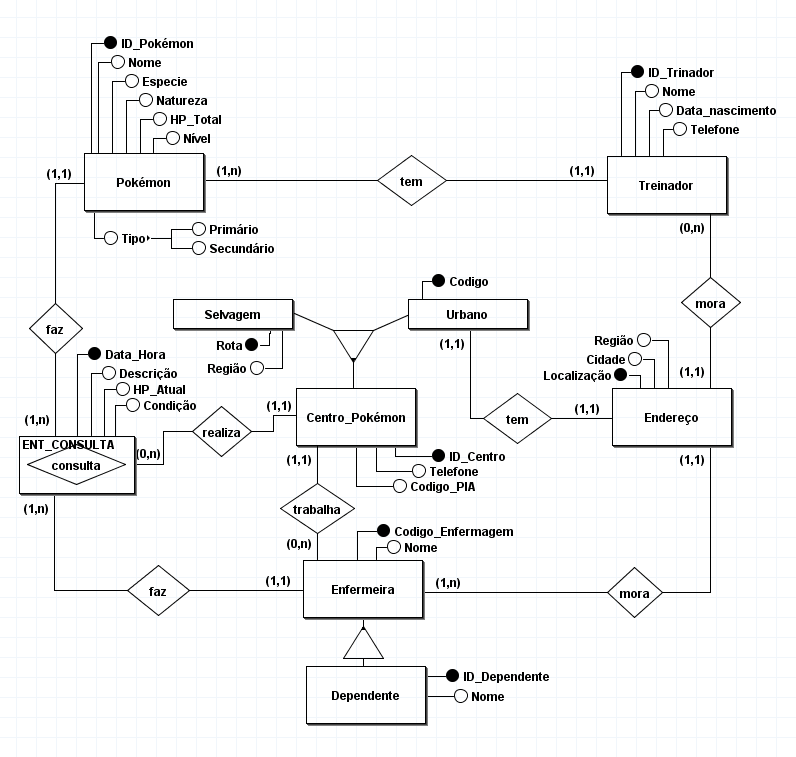 ID_Pokémon
Nome
Especie
Natureza
HP_Total
Nível
ID_Trinador
Nome
Data_nascimento
Telefone
(1,1)
Pokémon
(1,n)
tem
(1,1)
Treinador
Tipo
Primário
Secundário
(0,n)
Codigo
mora
Selvagem
Urbano
faz
Rota
Região
(1,1)
Região
Cidade
Localização
(1,1)
Data_Hora
Descrição
HP_Atual
Condição
(1,n)
realiza
(1,1)
Centro_Pokémon
tem
(1,1)
Endereço
ENT_CONSULTA
consulta
(0,n)
(1,1)
ID_Centro
Telefone
Codigo_PIA
(1,1)
(1,n)
trabalha
(0,n)
Codigo_Enfermagem
Nome
faz
(1,1)
Enfermeira
(1,n)
mora
Dependente
ID_Dependente
Nome